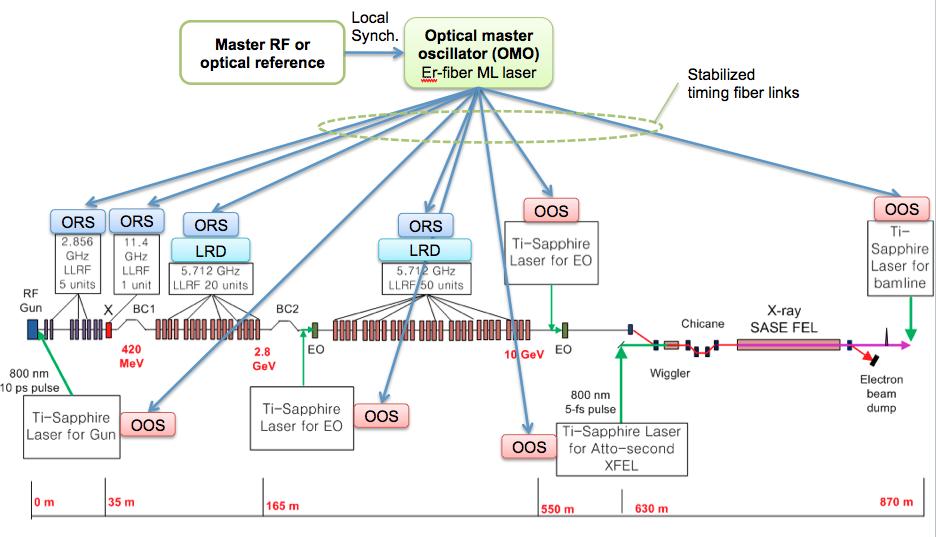 Local
Synch.
Master RF or
optical reference
Optical master
oscillator (OMO)
Er-fiber ML laser
Stabilized
timing fiber links
ORS
ORS
ORS
LRD
ORS
LRD
OOS
OOS
2.856
GHz
LLRF
5 units
11.4
GHz
LLRF
1 unit
5.712 GHz
LLRF 20 units
5.712 GHz
LLRF 50 units
Ti-Sapphire
Laser for EO
Ti-
Sapphire
Laser for
bamline
RF
Gun
X
BC1
BC2
420
MeV
2.8
GeV
EO
10 GeV
EO
Chicane
X-ray
SASE FEL
Wiggler
Electron
beam
dump
800 nm
10 ps pulse
800 nm
5-fs pulse
Ti-Sapphire
Laser for Gun
OOS
Ti-Sapphire
Laser for EO
OOS
OOS
Ti-Sapphire Laser
for Atto-second
XFEL
0 m
35 m
165 m
550 m
630 m
870 m